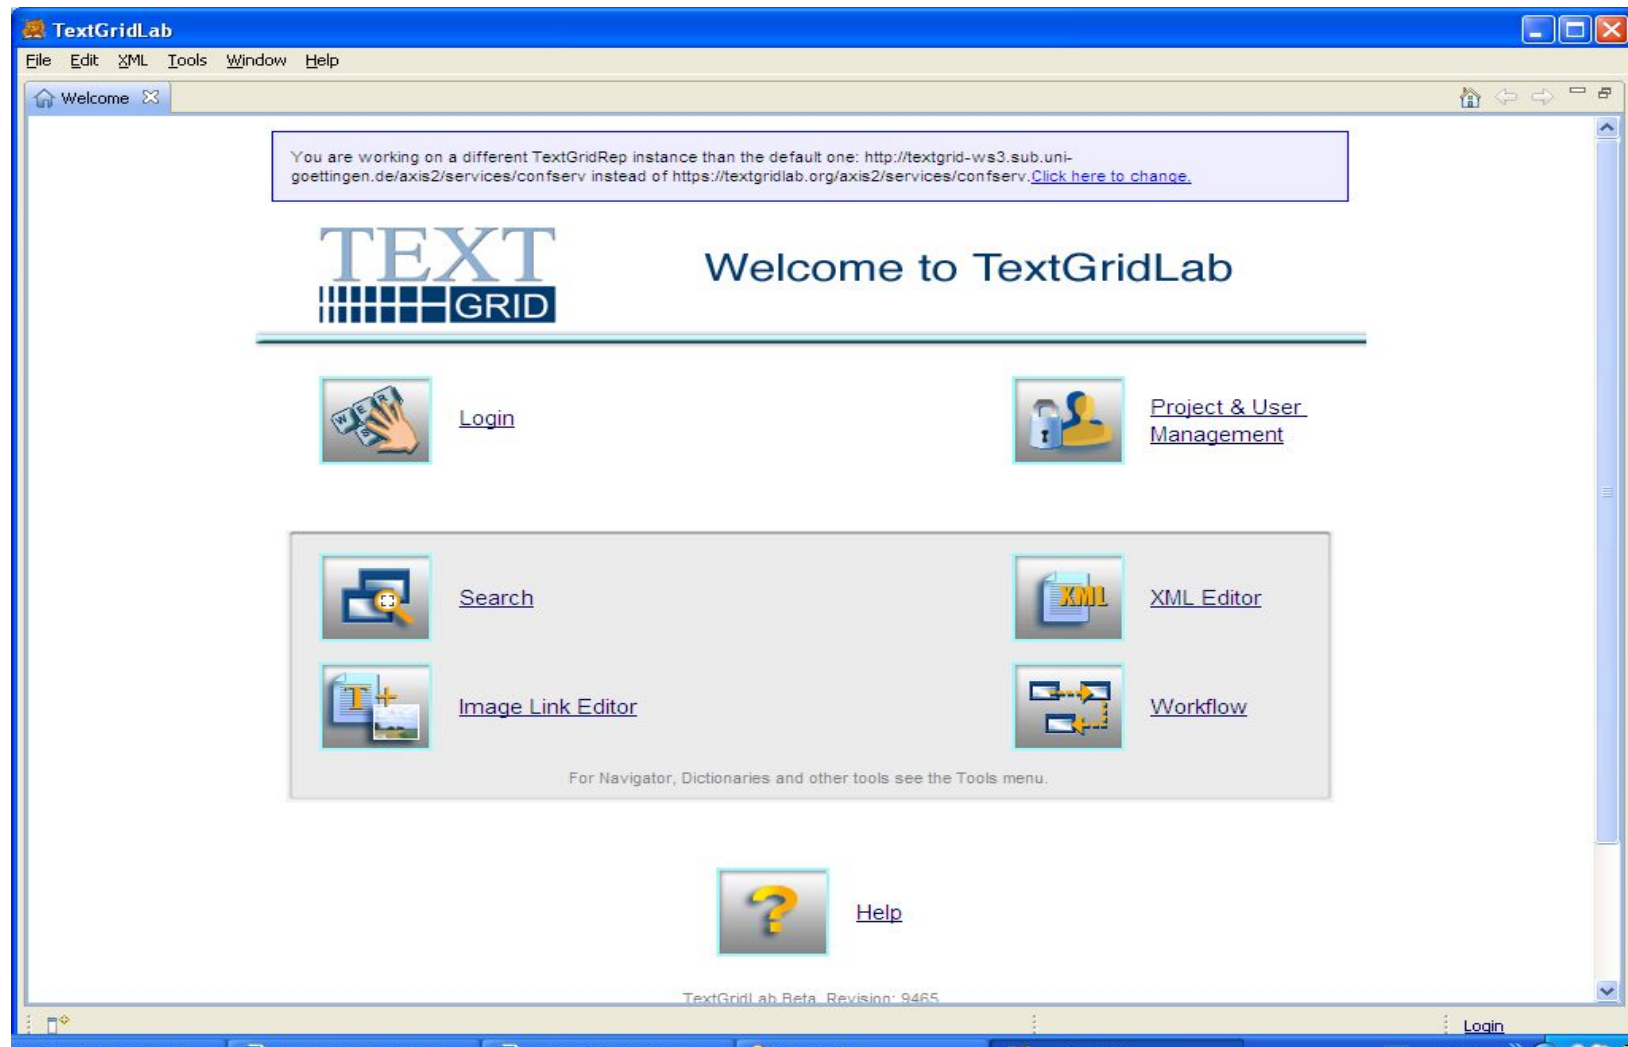 TextGridLab
File Edit XML Tools Window Help
Welcome
You are working on a different TextGridRep instance than the default one: http://textgrid-ws3.sub.uni-
goettingen.de/axis2/services/confserv instead of https://textgridlab.org/axis2/services/confserv.Click here to change.
TEXT
GRID
Welcome to TextGridLab
W E R
S
Login
Project & User
Management
Search
XML
XML Editor
T
Image Link Editor
Workflow
For Navigator, Dictionaries and other tools see the Tools menu.
?
Help
TextGridLab Beta, Revision: 9465
Login